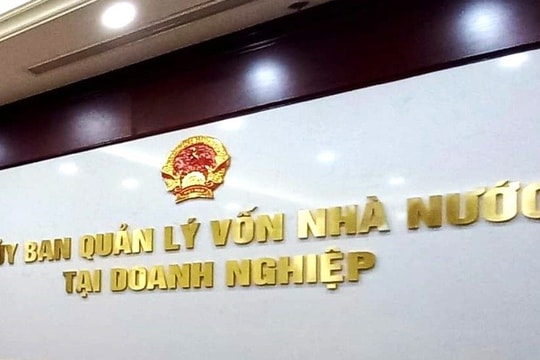 ỦY BAN QUẢN LÝ VỐN NHÀ NƯỚC
TẠI DOANH NGHIỆP